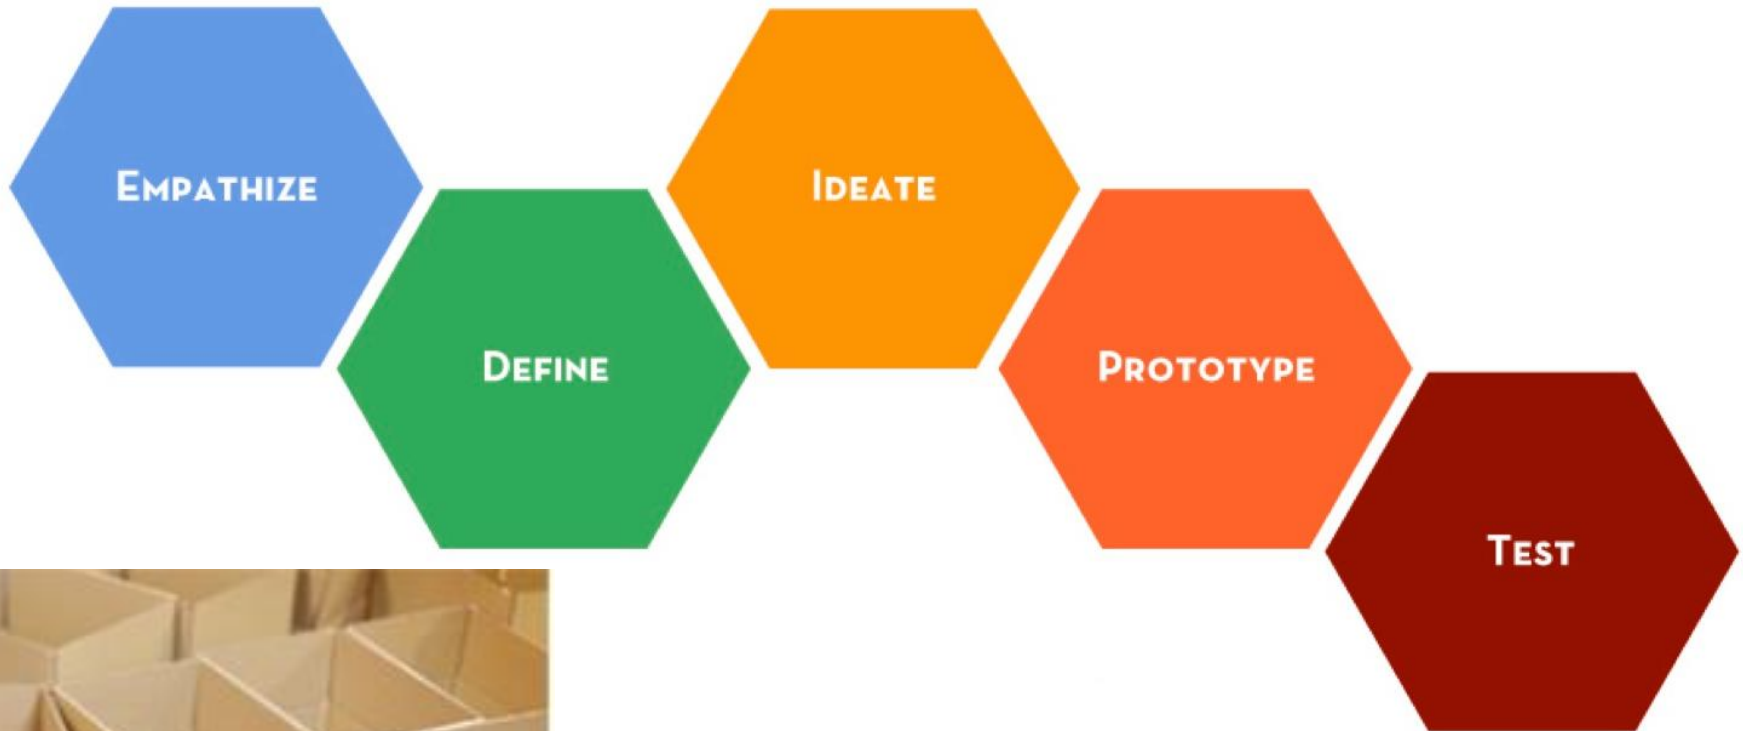 EMPATHIZE
DEFINE
IDEATE
PROTOTYPE
TEST